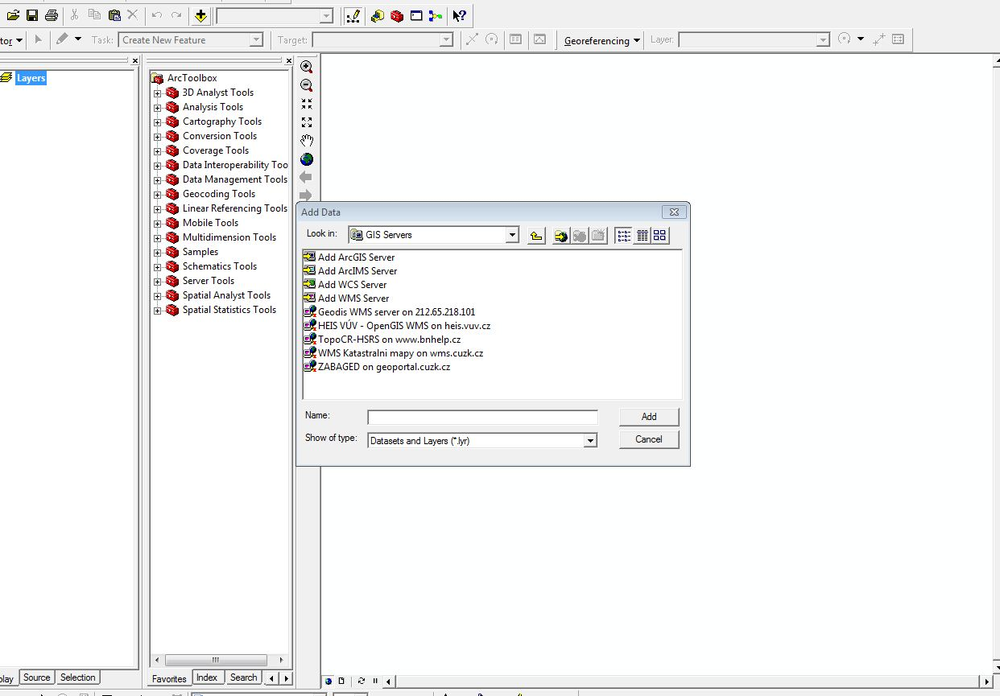 tor
Task:
Create New Feature
Target:
Georeferencing
Layer:
Layers
ArcToolbox
3D Analyst Tools
Analysis Tools
Cartography Tools
Conversion Tools
Coverage Tools
Data Interoperability Too
Data Management Tools
Geocoding Tools
Linear Referencing Tools
Mobile Tools
Multidimension Tools
Samples
Schematics Tools
Server Tools
Spatial Analyst Tools
Spatial Statistics Tools
Add Data
Look in:
GIS Servers
Add ArcGIS Server
Add ArcIMS Server
Add WCS Server
Add WMS Server
Geodis WMS server on 212.65.218.101
HEIS VÚV - OpenGIS WMS on heis.vuv.cz
TopoCR-HSRS on www.bnhelp.cz
WMS Katastralni mapy on wms.cuzk.cz
ZABAGED on geoportal.cuzk.cz
Name:
Add
Show of type:
Datasets and Layers (*.lyr)
Cancel
play
Source
Selection
Favorites
Index
Search